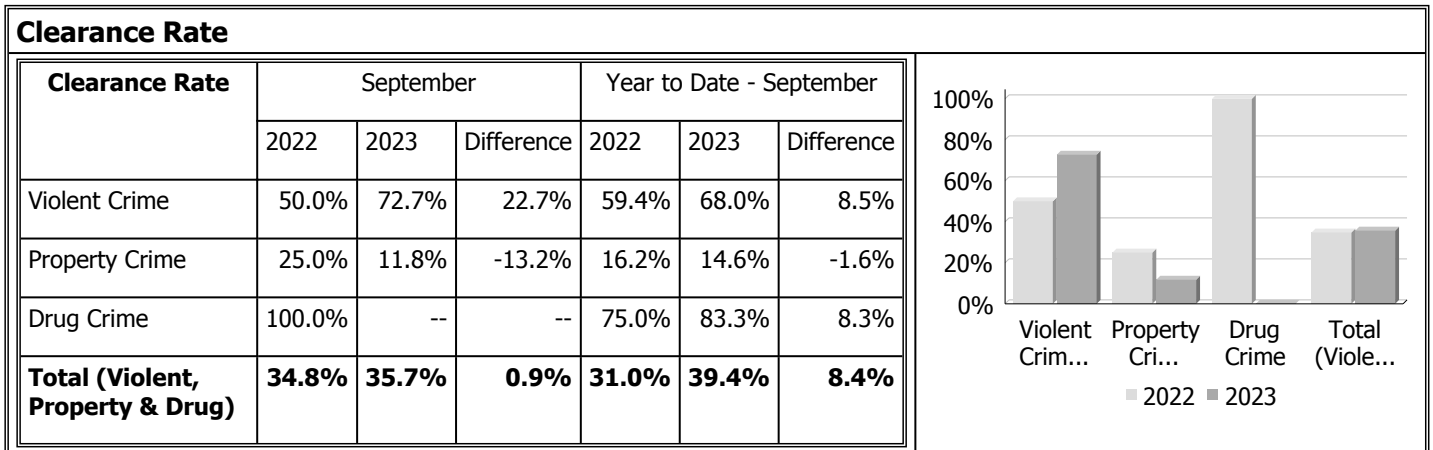 Clearance Rate
Clearance Rate September Year to Date - September
2022 2023 Difference 2022 2023 Difference
Violent Crime 50.0% 72.7% 22.7% 59.4% 68.0% 8.5%
Property Crime 25.0% 11.8% -13.2% 16.2% 14.6% -1.6%
Drug Crime 100.0% -- -- 75.0% 83.3% 8.3%
Total (Violent, 34.8% 35.7% 0.9% 31.0% 39.4% 8.4%
Property & Drug)
100%
80%
60%
40%
20%
0%
Violent Property Drug Total
Crim... Cri... Crime (Viole...
2022 2023